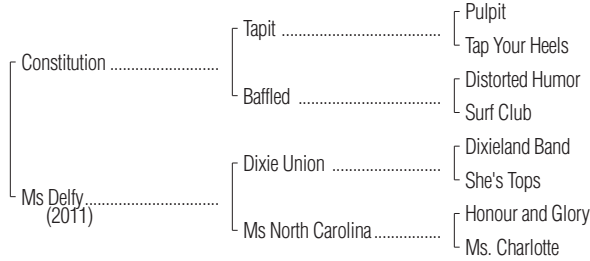 Pulpit
Tapit ..........................................
Tap Your Heels
Constitution ...........................
Distorted Humor
Baffled ......................................
Surf Club
Dixieland Band
Dixie Union .............................
She's Tops
Ms Delfy....................................
(2011)
Honour and Glory
Ms North Carolina.................
Ms. Charlotte